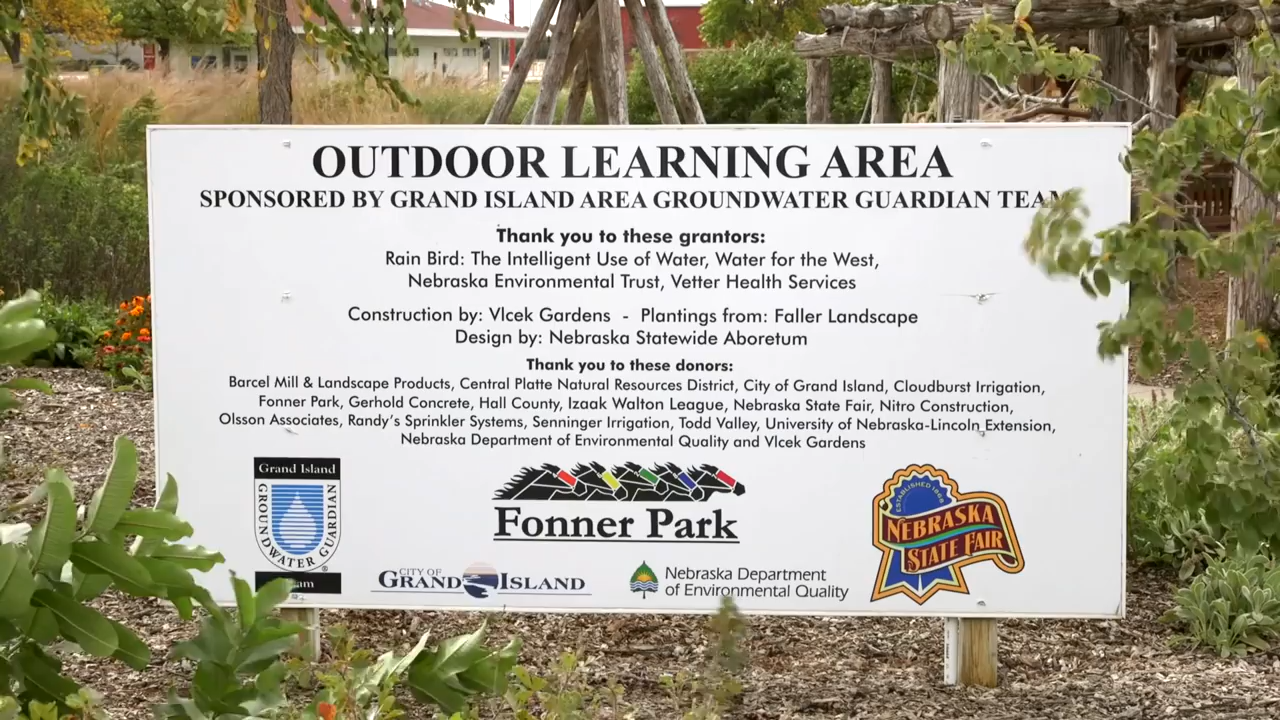 OUTDOOR LEARNING AREA
SPONSORED BY GRAND ISLAND AREA GROUNDWATER GUARDIAN TEAM
Thank you to these grantors:
Rain Bird: The Intelligent Use of Water, Water for the West,
Nebraska Environmental Trust, Vetter Health Services
Construction by: Vlcek Gardens - Plantings from: Faller Landscape
Design by: Nebraska Statewide Aboretum
Thank you to these donors:
Barcel Mill & Landscape Products, Central Platte Natural Resources District, City of Grand Island, Cloudburst Irrigation,
Fonner Park, Gerhold Concrete, Hall County, Izaak Walton League, Nebraska State Fair, Nitro Construction,
Olsson Associates, Randy's Sprinkler Systems, Senninger Irrigation, Todd Valley, University of Nebraska-Lincoln Extension,
Nebraska Department of Environmental Quality and Vlcek Gardens
Grand Island
GROUNDWATER GUARDIAN
®
CITY OF
GRAND ISLAND
Fonner Park
Nebraska Department
of Environmental Quality
ESTABLISHED 1868
NEBRASKA
STATE FAIR